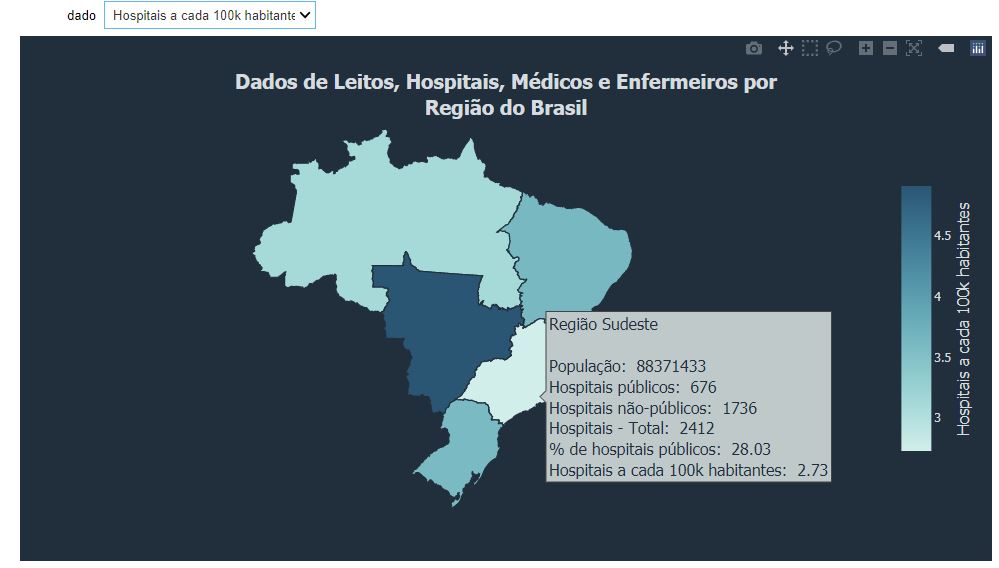 dado Hospitais a cada 100k habitante
Dados de Leitos, Hospitais, Médicos e Enfermeiros por
Região do Brasil
Região Sudeste
População: 88371433
Hospitais públicos: 676
Hospitais não-públicos: 1736
Hospitais - Total: 2412
% de hospitais públicos: 28.03
Hospitais a cada 100k habitantes: 2.73
4.5
4
3.5
3
Hospitais a cada 100k habitantes